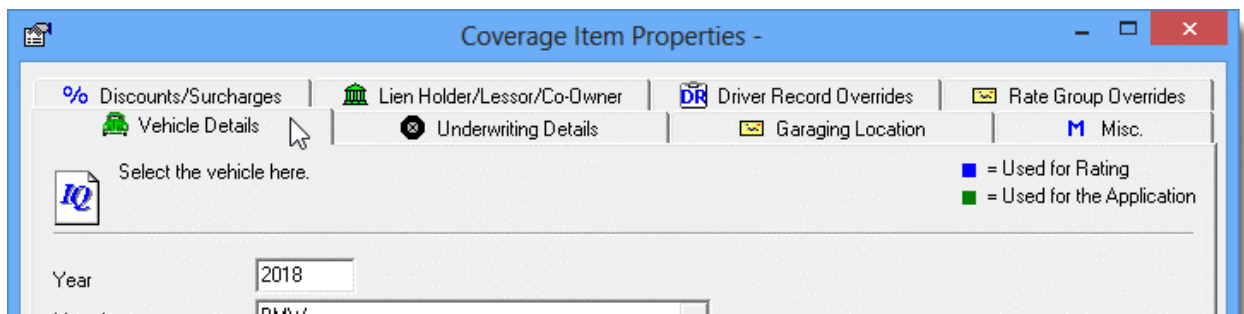 Coverage Item Properties -
% Discounts/Surcharges Lien Holder/Lessor/Co-Owner DR Driver Record Overrides Rate Group Overrides
Vehicle Details Underwriting Details Garaging Location M Misc.
IQ Select the vehicle here.
= Used for Rating
= Used for the Application
Year 2018